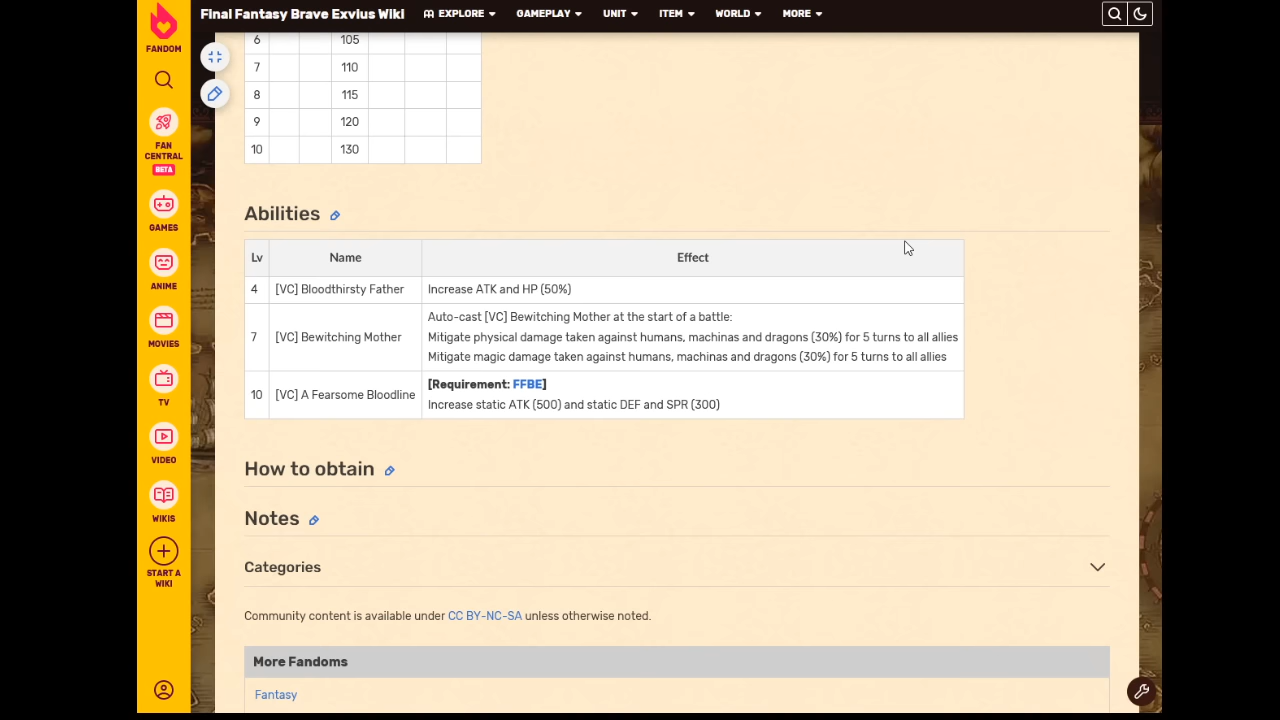 Final Fantasy Brave Exvius Wiki
EXPLORE
GAMEPLAY
UNIT
ITEM
WORLD
MORE
FANDOM
FAN
CENTRAL
BETA
GAMES
ANIME
MOVIES
TV
VIDEO
WIKIS
START A
WIKI
6 105
7 110
8 115
9 120
10 130
Abilities
Lv Name Effect
4 [VC] Bloodthirsty Father Increase ATK and HP (50%)
7 [VC] Bewitching Mother Auto-cast [VC] Bewitching Mother at the start of a battle:
Mitigate physical damage taken against humans, machinas and dragons (30%) for 5 turns to all allies
Mitigate magic damage taken against humans, machinas and dragons (30%) for 5 turns to all allies
10 [VC] A Fearsome Bloodline [Requirement: FFBE]
Increase static ATK (500) and static DEF and SPR (300)
How to obtain
Notes
Categories
Community content is available under CC BY-NC-SA unless otherwise noted.
More Fandoms
Fantasy